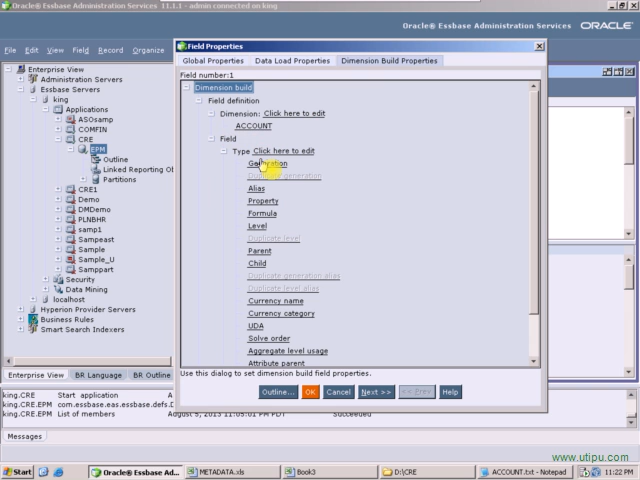 Oracle® Essbase Administration Services 11.1.1 - admin connected on king
Oracle® Essbase Administration Services ORACLE
File Edit View Field Record Organize
Field Properties
Global Properties Data Load Properties Dimension Build Properties
Field number:1
Dimension build
Field definition
Dimension: Click here to edit
ACCOUNT
Field
Type Click here to edit
Generation
Duplicate generation
Alias
Property
Formula
Level
Duplicate level
Parent
Child
Duplicate generation alias
Duplicate level alias
Currency name
Currency category
UDA
Solve order
Aggregate level usage
Attribute parent
Use this dialog to set dimension build field properties.
Outline... OK Cancel Next >> << Prev Help
Enterprise View
Administration Servers
Essbase Servers
king
Applications
ASOsamp
COMFIN
CRE
EPM
Outline
Linked Reporting Ob
Partitions
CRE1
Demo
DMDemo
PLNBHR
samp1
Sampeast
Sample
Sample_U
Samppart
Security
Data Mining
localhost
Hyperion Provider Servers
Business Rules
Smart Search Indexers
Enterprise View BR Language BR Outline
king.CRE Start application A
king.CRE.EPM com.essbase.eas.essbase.defs.D
king.CRE.EPM List of members August 5, 2013 11:05:01 PM PDT Succeeded
Messages
www.utipu.com
Start Oracle® Essbase Ad... METADATA.xls Book3 D:\CRE ACCOUNT.txt - Notepad 11:22 PM